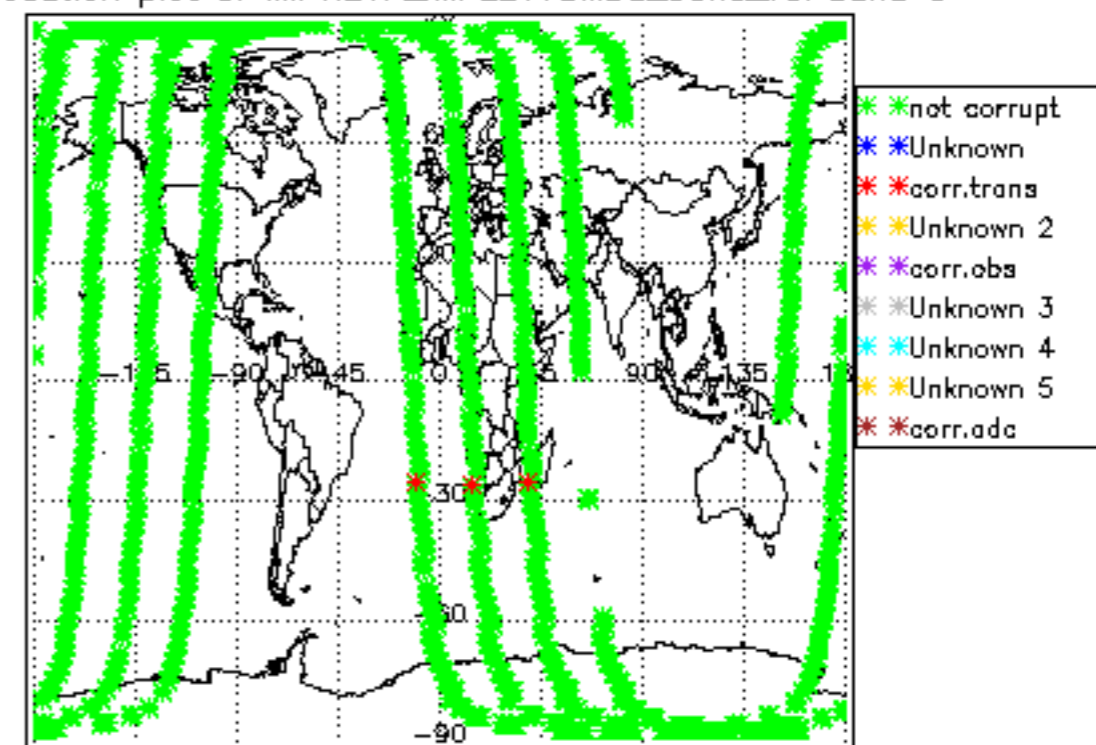 not corrupt
Unknown
corr.trans
Unknown 2
corr.obs
Unknown 3
Unknown 4
Unknown 5
corr.adc
-90
45
0
90
135
30
-60
-90